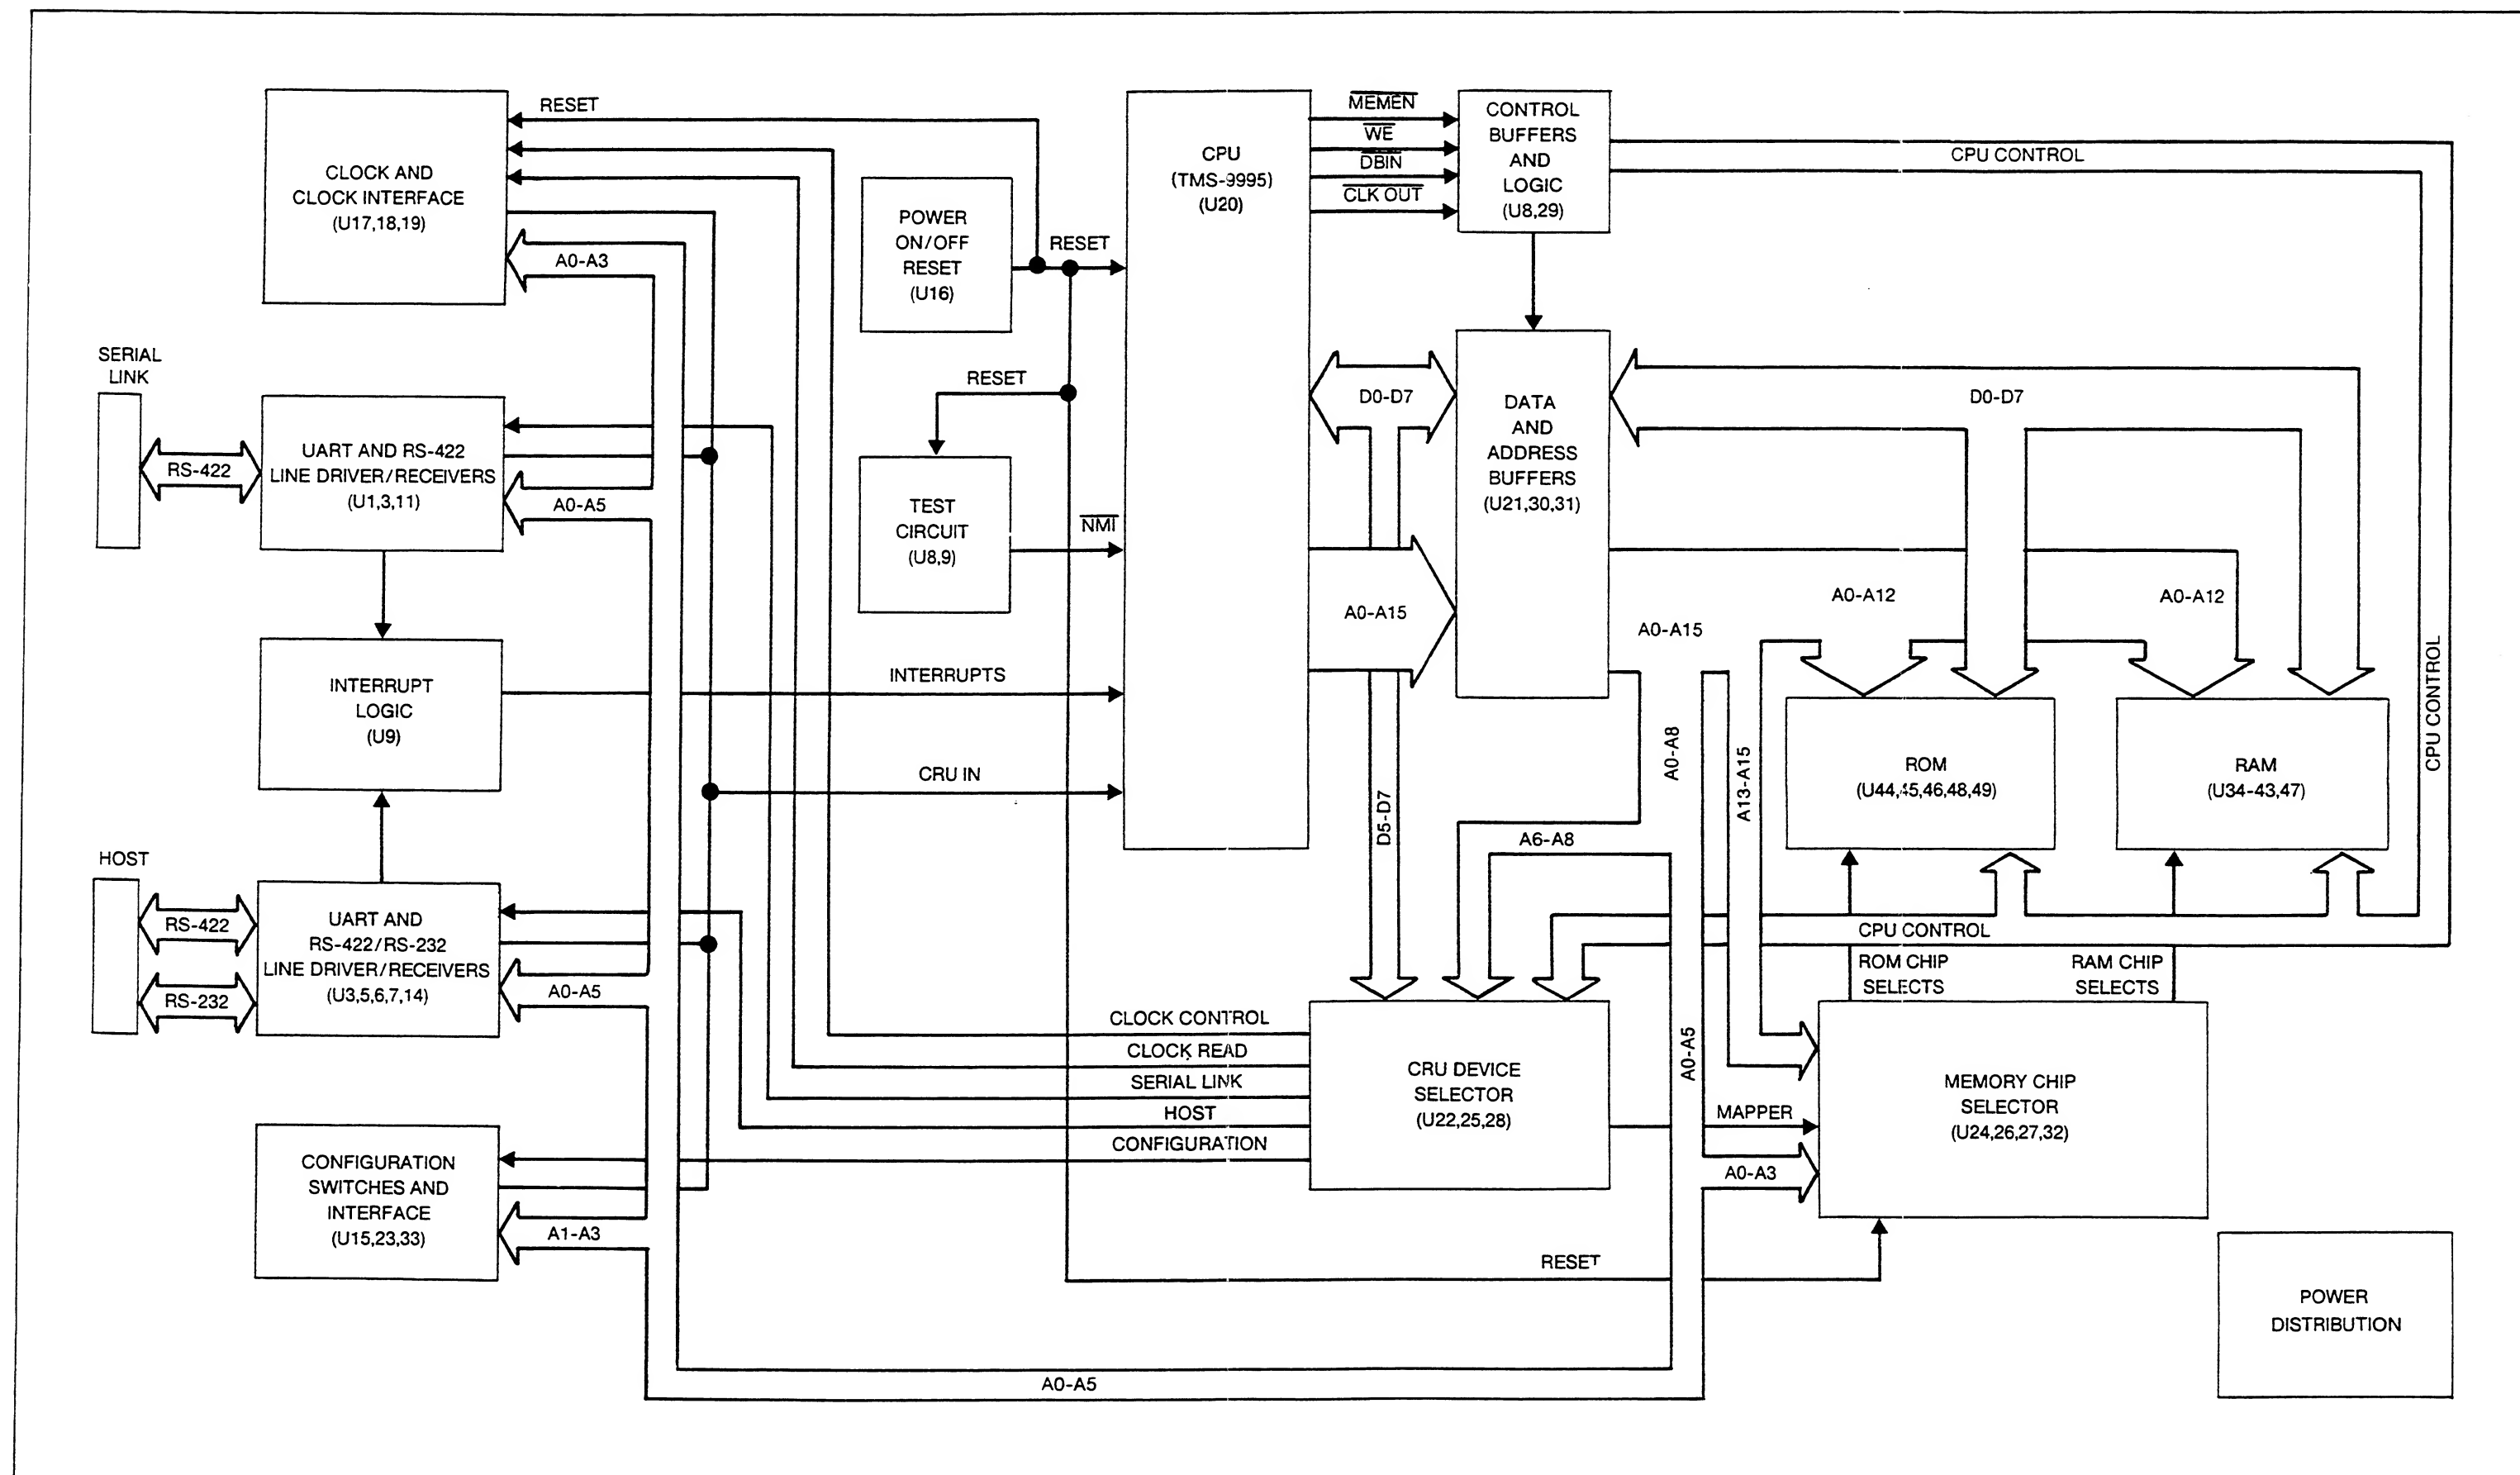 RESET
CLOCK AND
CLOCK INTERFACE
(U17,18,19)
A0-A3
POWER
ON/OFF
RESET
(U16)
RESET
CPU
(TMS-9995)
(U20)
MEMEN
WE
DBIN
CLK OUT
CONTROL
BUFFERS
AND
LOGIC
(U8,29)
CPU CONTROL
SERIAL
LINK
RS-422
UART AND RS-422
LINE DRIVER/RECEIVERS
(U1,3,11)
A0-A5
RESET
TEST
CIRCUIT
(U8,9)
NMI
D0-D7
DATA
AND
ADDRESS
BUFFERS
(U21,30,31)
D0-D7
A0-A15
A0-A15
A0-A12
A0-A12
INTERRUPT
LOGIC
(U9)
INTERRUPTS
CRU IN
D5-D7
A0-A8
A13-A15
A6-A8
ROM
(U44,45,46,48,49)
RAM
(U34-43,47)
CPU CONTROL
HOST
RS-422
RS-232
UART AND
RS-422/RS-232
LINE DRIVER/RECEIVERS
(U3,5,6,7,14)
A0-A5
CPU CONTROL
ROM CHIP
SELECTS
RAM CHIP
SELECTS
CLOCK CONTROL
CLOCK READ
SERIAL LINK
HOST
CONFIGURATION
CRU DEVICE
SELECTOR
(U22,25,28)
A0-A5
MAPPER
A0-A3
MEMORY CHIP
SELECTOR
(U24,26,27,32)
CONFIGURATION
SWITCHES AND
INTERFACE
(U15,23,33)
A1-A3
RESET
A0-A5
POWER
DISTRIBUTION